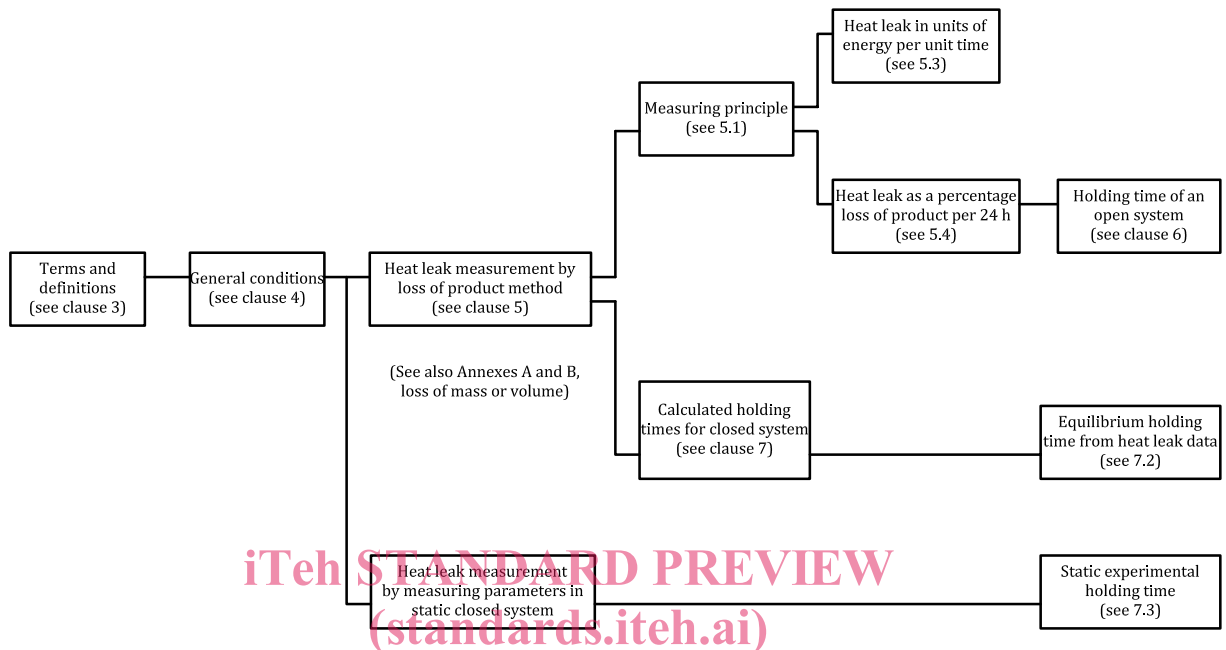 Heat leak in units of
energy per unit time
(see 5.3)
Measuring principle
(see 5.1)
Heat leak as a percentage
loss of product per 24 h
(see 5.4)
Holding time of an
open system
(see clause 6)
Terms and
definitions
(see clause 3)
General conditions
(see clause 4)
Heat leak measurement by
loss of product method
(see clause 5)
(See also Annexes A and B,
loss of mass or volume)
Calculated holding
times for closed system
(see clause 7)
Equilibrium holding
time from heat leak data
(see 7.2)
iTeh STANDARD PREVIEW
(standards.iteh.ai)
Heat leak measurement
by measuring parameters in
static closed system
Static experimental
holding time
(see 7.3)